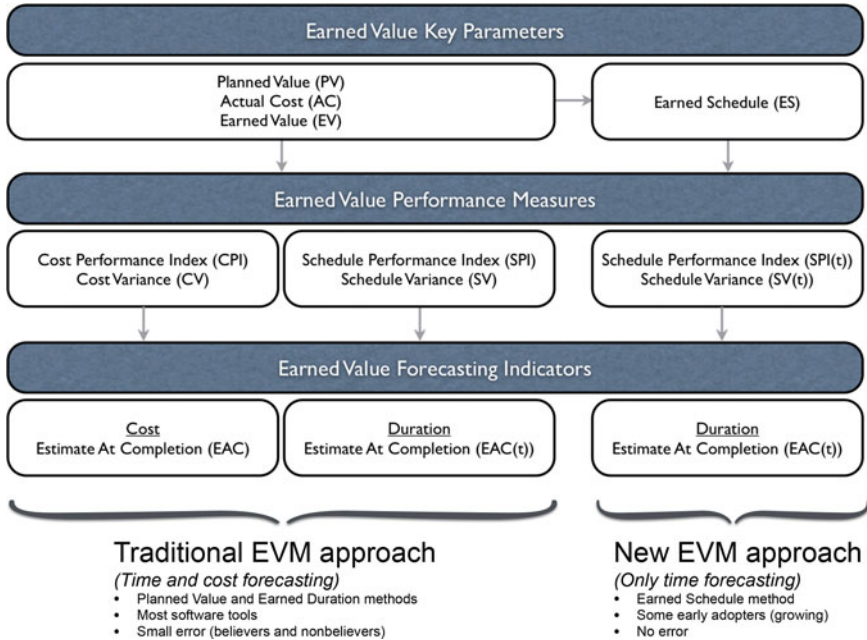 Earned Value Key Parameters
Planned Value (PV)
Actual Cost (AC)
Earned Value (EV)
Earned Schedule (ES)
Earned Value Performance Measures
Cost Performance Index (CPI)
Cost Variance (CV)
Schedule Performance Index (SPI)
Schedule Variance (SV)
Schedule Performance Index (SPI(t))
Schedule Variance (SV(t))
Earned Value Forecasting Indicators
Cost
Estimate At Completion (EAC)
Duration
Estimate At Completion (EAC(t))
Duration
Estimate At Completion (EAC(t))
Traditional EVM approach
(Time and cost forecasting)
• Planned Value and Earned Duration methods
• Most software tools
• Small error (believers and nonbelievers)
New EVM approach
(Only time forecasting)
• Earned Schedule method
• Some early adopters (growing)
• No error